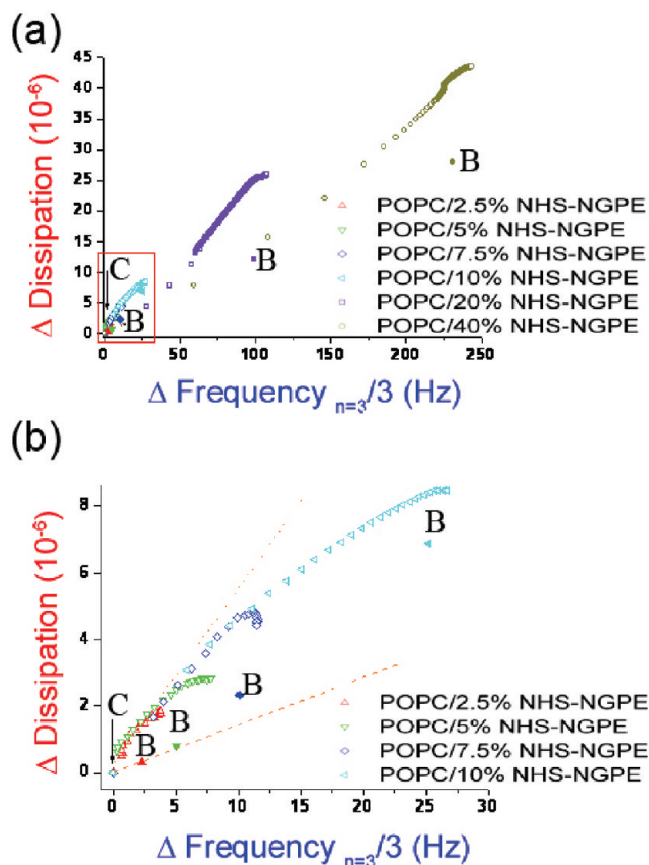 (a)
Δ Dissipation (10-6)
45
40
35
30
25
20
15
10
5
0
C
B
B
B
POPC/2.5% NHS-NGPE
POPC/5% NHS-NGPE
POPC/7.5% NHS-NGPE
POPC/10% NHS-NGPE
POPC/20% NHS-NGPE
POPC/40% NHS-NGPE
0 50 100 150 200 250
Δ Frequency n=3/3 (Hz)
(b)
Δ Dissipation (10-6)
8
6
4
2
0
C
B
B
B
B
POPC/2.5% NHS-NGPE
POPC/5% NHS-NGPE
POPC/7.5% NHS-NGPE
POPC/10% NHS-NGPE
0 5 10 15 20 25 30
Δ Frequency n=3/3 (Hz)